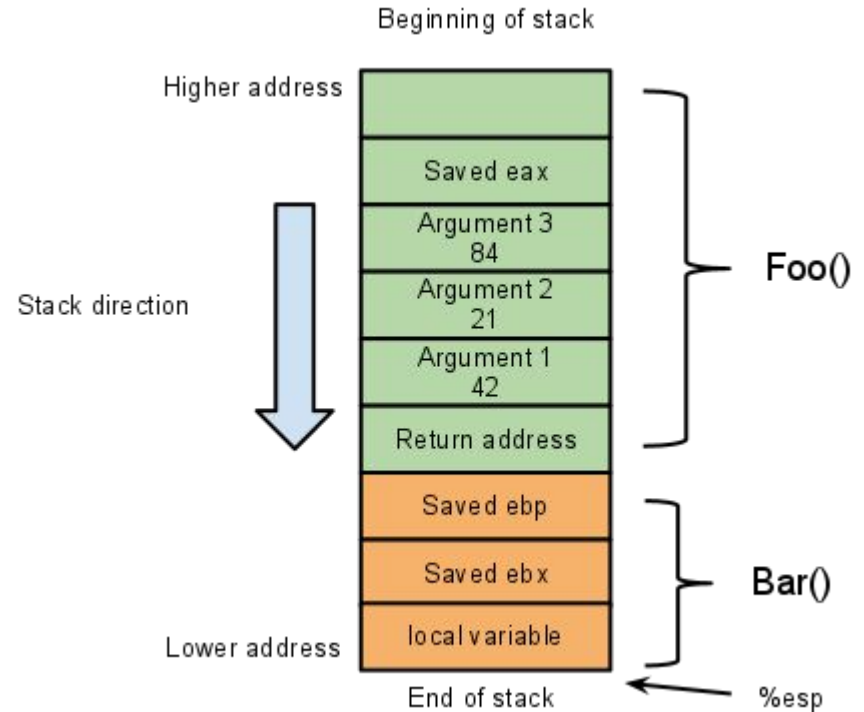 Beginning of stack
Higher address
Saved eax
Argument 3
84
Argument 2
21
Argument 1
42
Return address
Foo()
Stack direction
Saved ebp
Saved ebx
local variable
Bar()
Lower address
End of stack
%esp